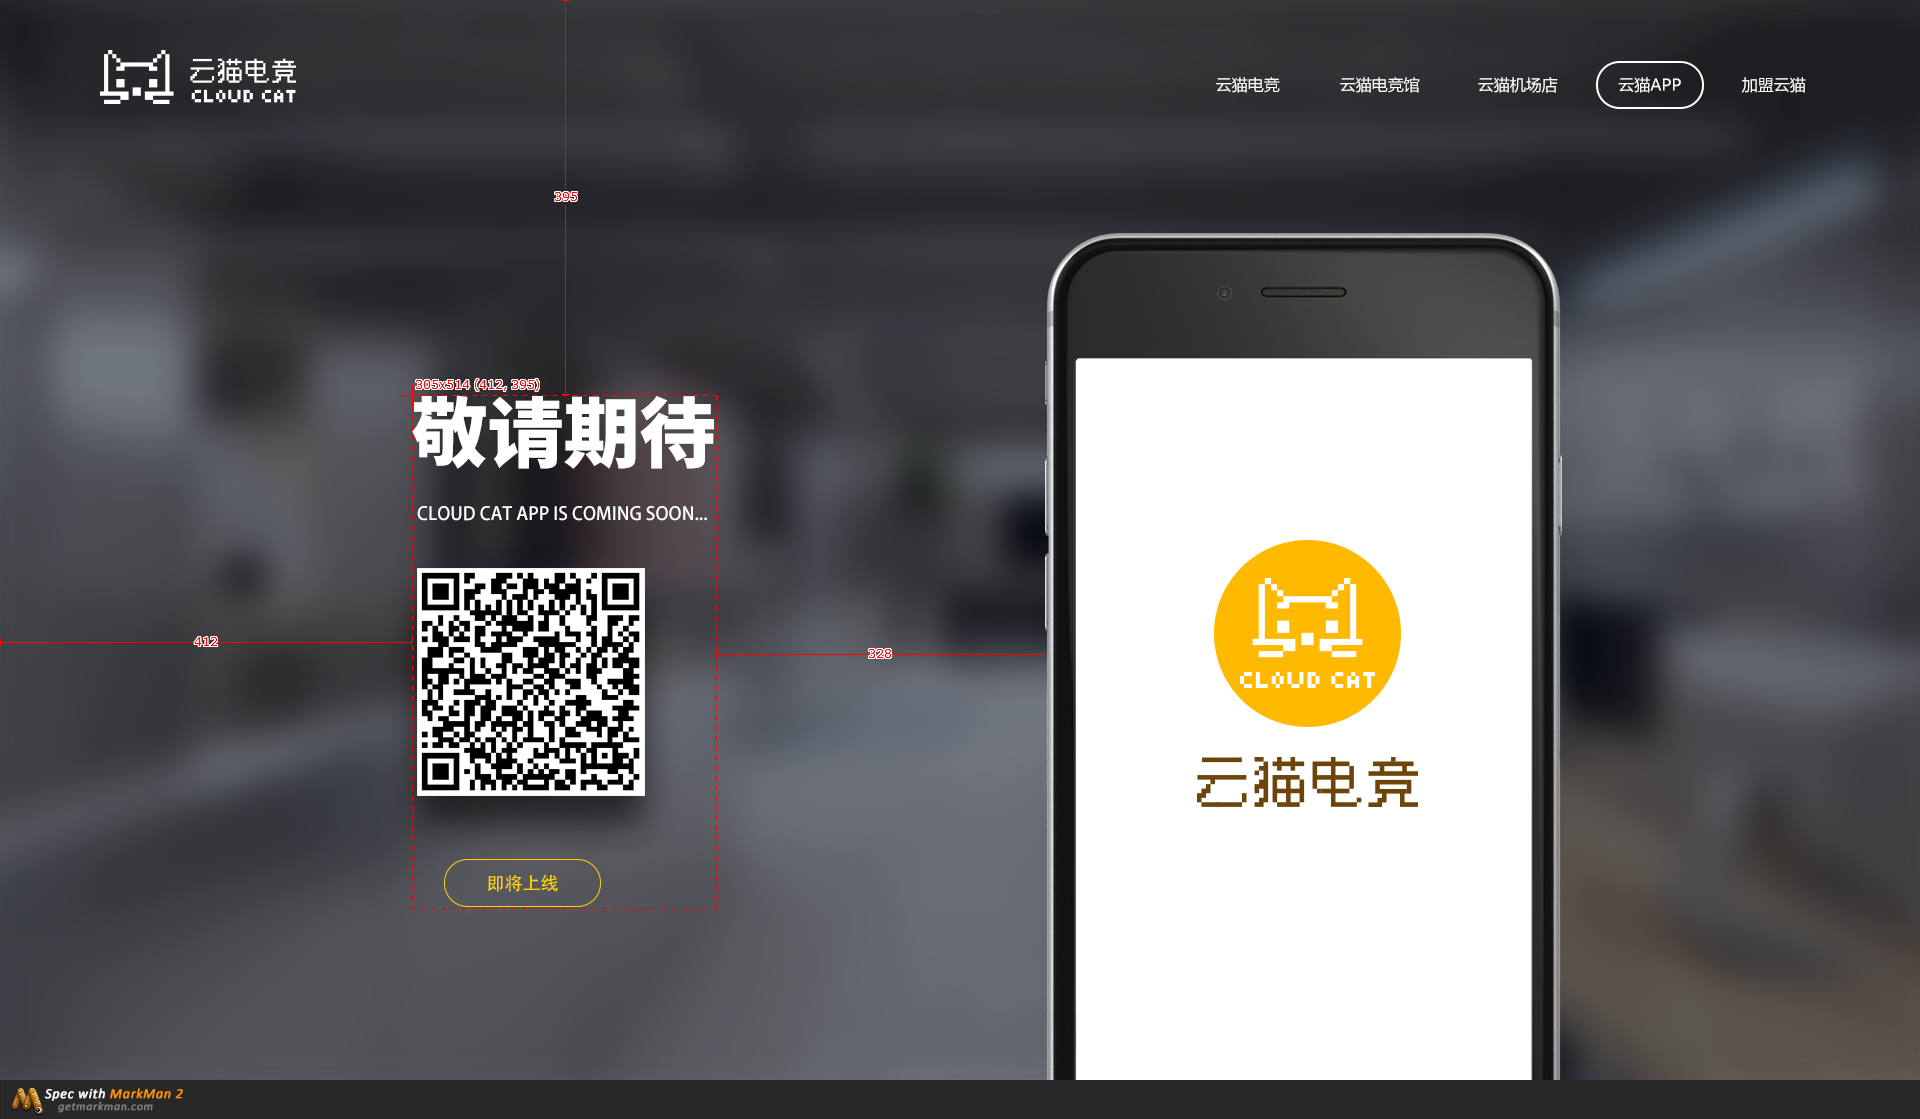 云猫电竞
CLOUD CAT
云猫电竞
云猫电竞馆
云猫机场店
云猫APP
加盟云猫
395
305x514 (412, 395)
敬请期待
CLOUD CAT APP IS COMING SOON...
412
328
即将上线
CLOUD CAT
云猫电竞
Spec with MarkMan 2
getmarkman.com